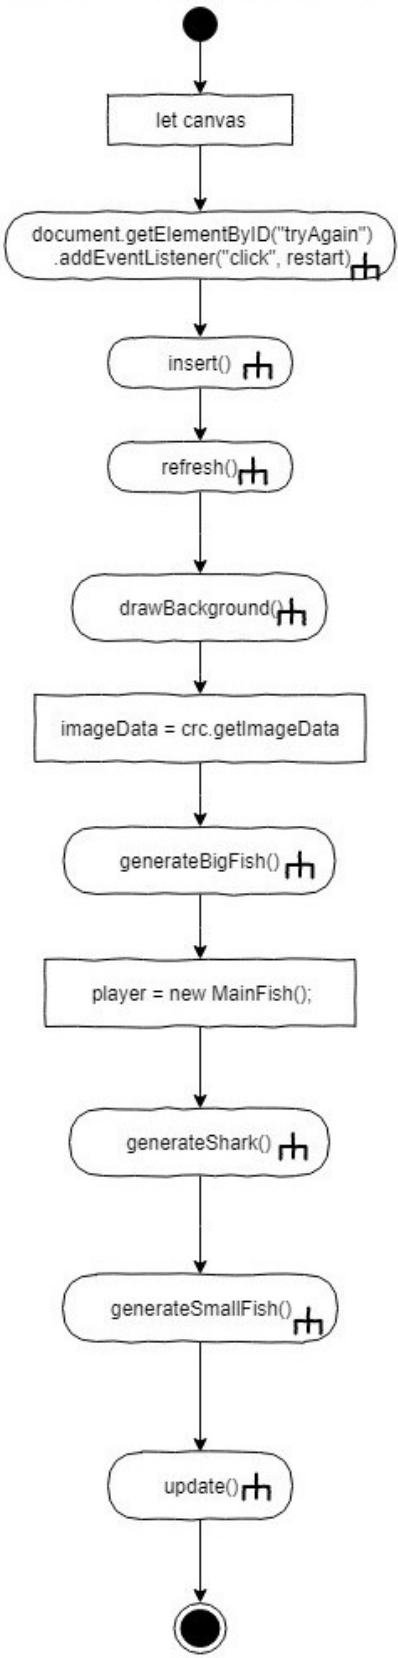 let canvas
document.getElementByID("tryAgain")
.addEventListener("click", restart)
insert()
refresh()
drawBackground()
imageData = crc.getImageData
generateBigFish()
player = new MainFish();
generateShark()
generateSmallFish()
update()